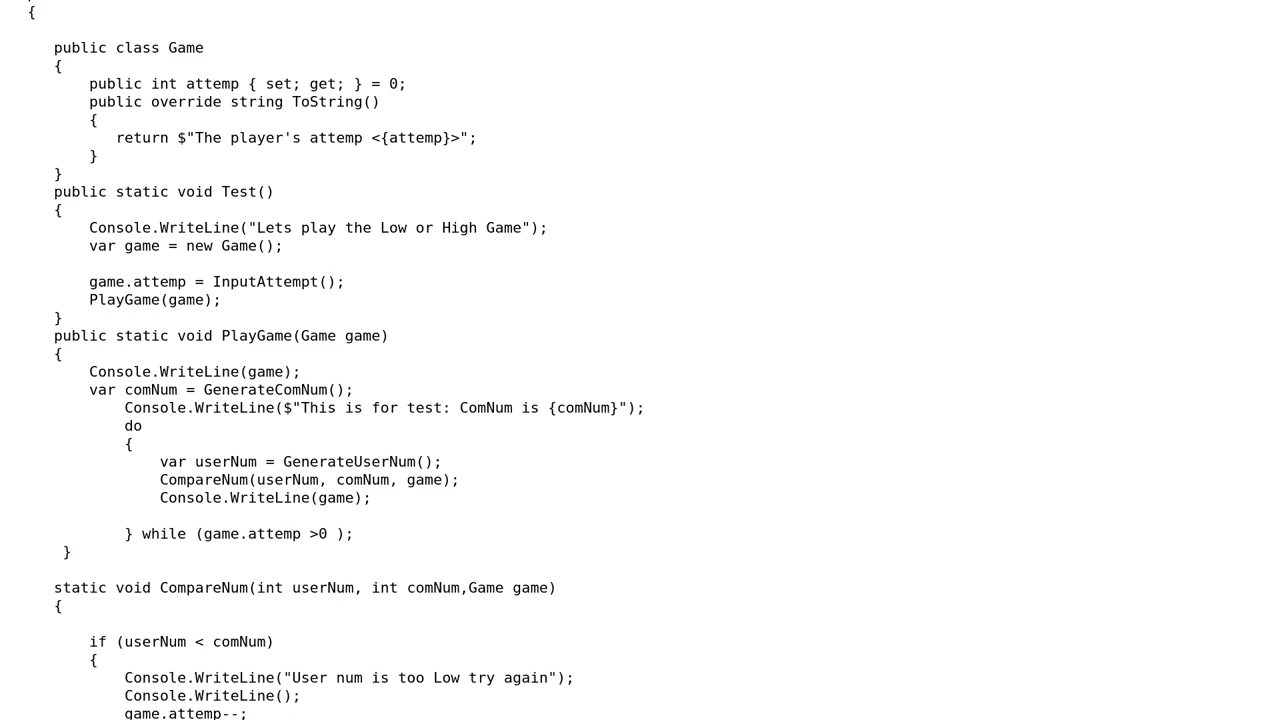 {
public class Game
{
public int attemp { set; get; } = 0;
public override string ToString()
{
return $"The player's attemp <{attemp}>";
}
}
public static void Test()
{
Console.WriteLine("Lets play the Low or High Game");
var game = new Game();
game.attemp = InputAttempt();
PlayGame(game);
}
public static void PlayGame(Game game)
{
Console.WriteLine(game);
var comNum = GenerateComNum();
Console.WriteLine($"This is for test: ComNum is {comNum}");
do
{
var userNum = GenerateUserNum();
CompareNum(userNum, comNum, game);
Console.WriteLine(game);
} while (game.attemp >0 );
}
static void CompareNum(int userNum, int comNum,Game game)
{
if (userNum < comNum)
{
Console.WriteLine("User num is too Low try again");
Console.WriteLine();
game.attemp--;